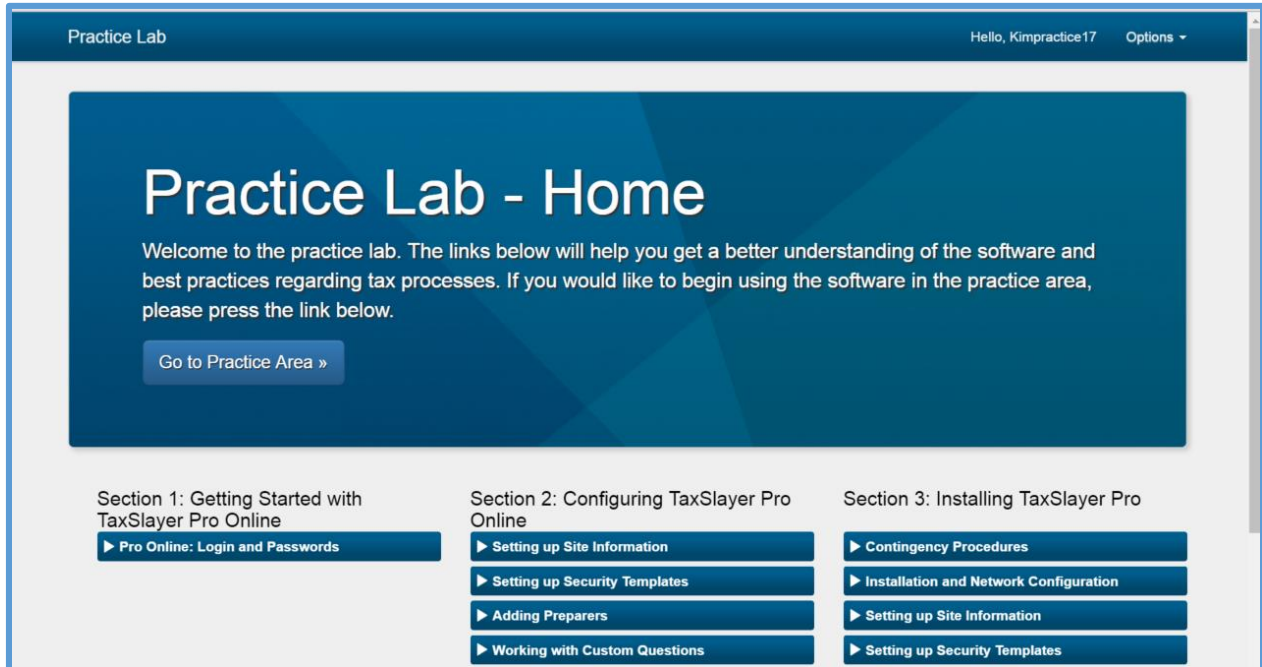 Practice Lab
Hello, Kimpractice17
Options
Practice Lab - Home
Welcome to the practice lab. The links below will help you get a better understanding of the software and
best practices regarding tax processes. If you would like to begin using the software in the practice area,
please press the link below.
Go to Practice Area »
Section 1: Getting Started with
TaxSlayer Pro Online
Pro Online: Login and Passwords
Section 2: Configuring TaxSlayer Pro
Online
Setting up Site Information
Setting up Security Templates
Adding Preparers
Working with Custom Questions
Section 3: Installing TaxSlayer Pro
Contingency Procedures
Installation and Network Configuration
Setting up Site Information
Setting up Security Templates